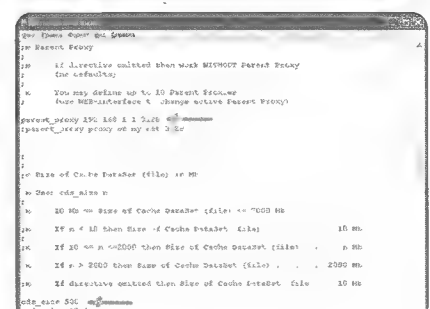 ;* Parent Proxy
;
;* If directive omitted then work WITHOUT Parent Proxy
;* (no defaults)
;
;* You may define up to 10 Parent Proxies
;* (use WEB-interface t change active Parent Proxy)
;
parent_proxy 192 168 1 1 3128
;parent_proxy proxy at my
;
;
;* Size of Cache DataSet (file) in Mb
;
;* Use: cds_size n
;
;* 10 Mb <= Size of Cache DataSet (file) <= Mb
;
;* If n < 10 then Size of Cache DataSet file) 10 Mb
;
;* If 10 <= n <=2000 then Size of Cache DataSet (file) . n Mb
;
;* If n > 2000 then Size of Cache DataSet (file) . . . 2000 Mb
;
;* If directive omitted then Size of Cache DataSet file 10 Mb
;
cds_size 500